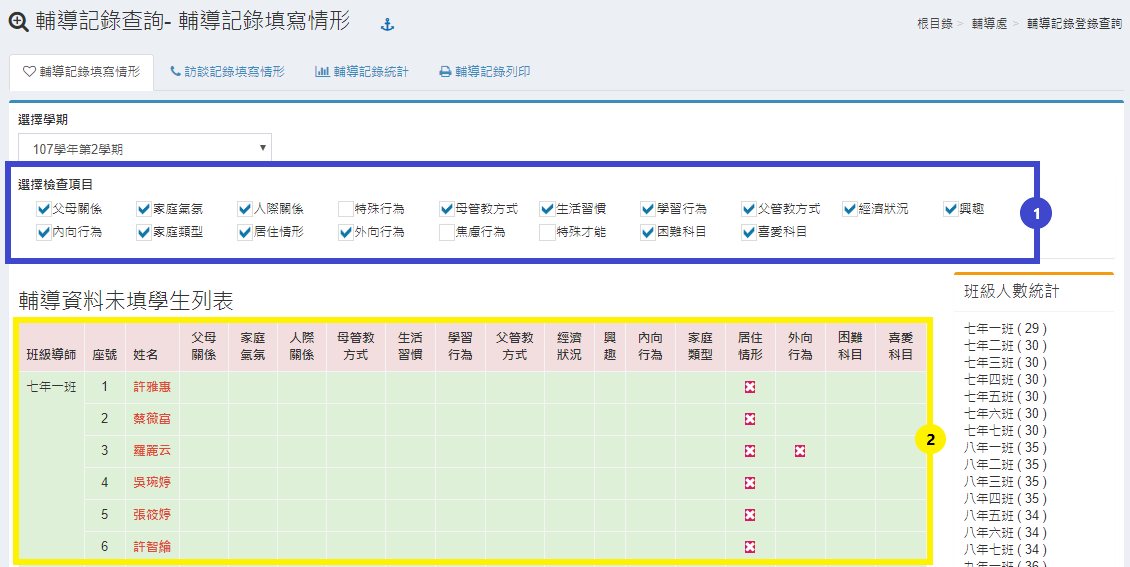 輔導記錄查詢- 輔導記錄填寫情形
根目錄 > 輔導處 > 輔導記錄登錄查詢
輔導記錄填寫情形 訪談記錄填寫情形 輔導記錄統計 輔導記錄列印
選擇學期
107學年第2學期
選擇檢查項目
父母關係 家庭氣氛 人際關係 特殊行為 母管教方式 生活習慣 學習行為 父管教方式 經濟狀況 興趣
1
內向行為 家庭類型 居住情形 外向行為 焦慮行為 特殊才能 困難科目 喜愛科目
輔導資料未填學生列表
班級導師 座號 姓名 父母關係 家庭氣氛 人際關係 母管教方式 生活習慣 學習行為 父管教方式 經濟狀況 興趣 內向行為 家庭類型 居住情形 外向行為 困難科目 喜愛科目
七年一班 1 許雅惠
2 蔡薇富
3 羅麗云
4 吳琬婷
5 張筱婷
6 許智綸
2
班級人數統計
七年一班 ( 29 )
七年二班 ( 30 )
七年三班 ( 30 )
七年四班 ( 30 )
七年五班 ( 30 )
七年六班 ( 30 )
七年七班 ( 30 )
八年一班 ( 35 )
八年二班 ( 35 )
八年三班 ( 35 )
八年四班 ( 35 )
八年五班 ( 34 )
八年六班 ( 34 )
八年七班 ( 34 )
九年一班 ( 36 )